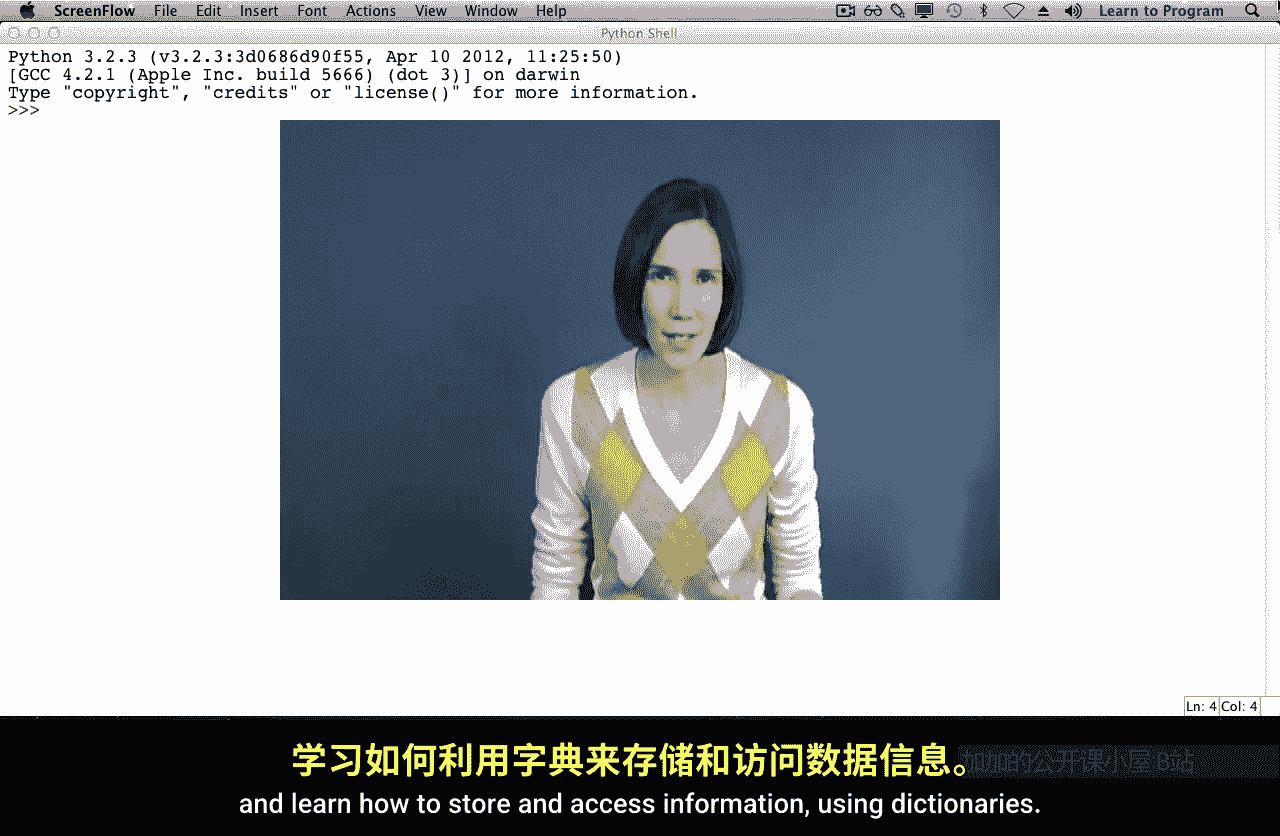 ScreenFlow File Edit Insert Font Actions View Window Help Learn to Program
Python Shell
Python 3.2.3 (v3.2.3:3d0686d90f55, Apr 10 2012, 11:25:50)
[GCC 4.2.1 (Apple Inc. build 5666) (dot 3)] on darwin
Type "copyright", "credits" or "license()" for more information.
>>>
Ln: 4 Col: 4
学习如何利用字典来存储和访问数据信息。
加加的公开课小屋 B站
and learn how to store and access information, using dictionaries.